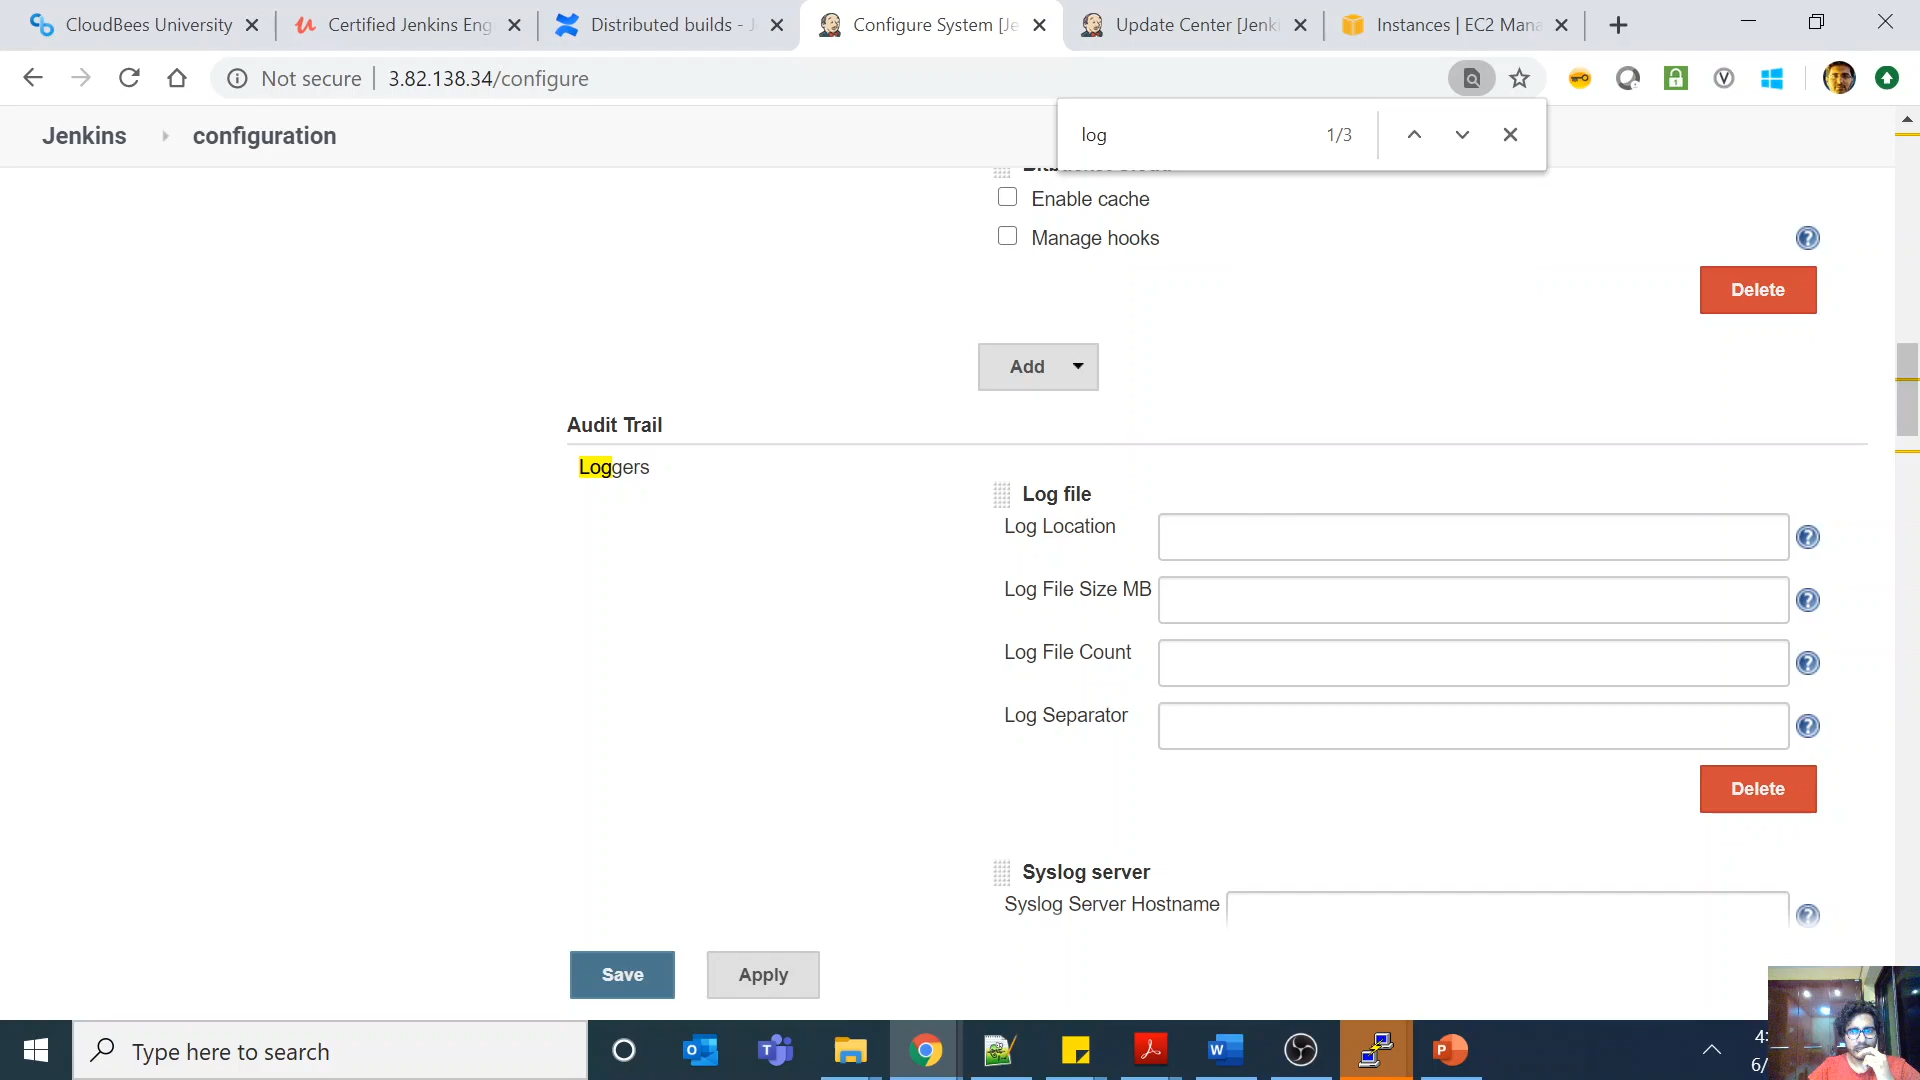 CloudBees University
Certified Jenkins Eng
Distributed builds - J
Configure System [Je
Update Center [Jenki
Instances | EC2 Mana
Not secure
3.82.138.34/configure
log
1/3
Jenkins
configuration
Enable cache
Manage hooks
Delete
Add
Audit Trail
Loggers
Log file
Log Location
Log File Size MB
Log File Count
Log Separator
Delete
Syslog server
Syslog Server Hostname
Save
Apply
Type here to search
4:
6/